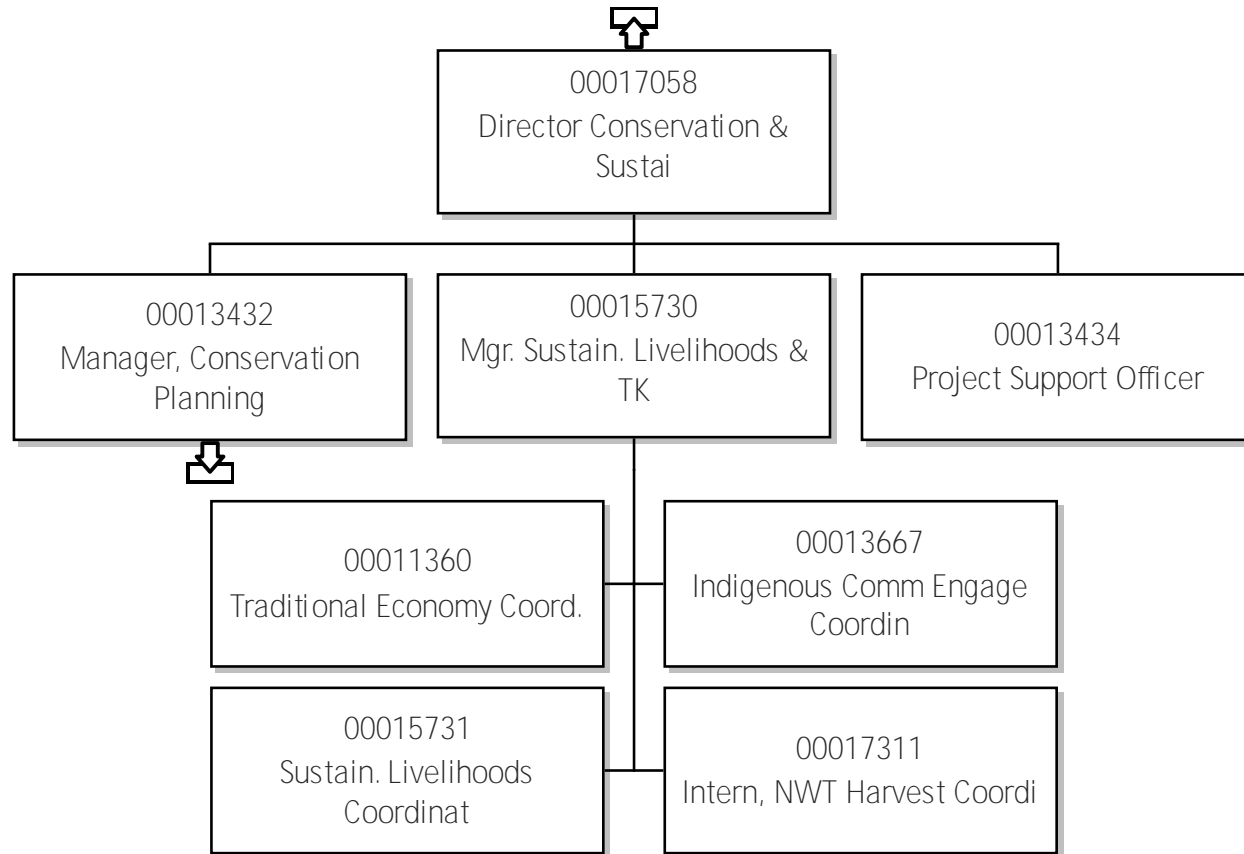 00017058
Director Conservation &
Sustai
00013432
Manager, Conservation
Planning
00015730
Mgr. Sustain. Livelihoods &
TK
00013434
Project Support Officer
00011360
Traditional Economy Coord.
00013667
Indigenous Comm Engage
Coordin
00015731
Sustain. Livelihoods
Coordinat
00017311
Intern, NWT Harvest Coordi